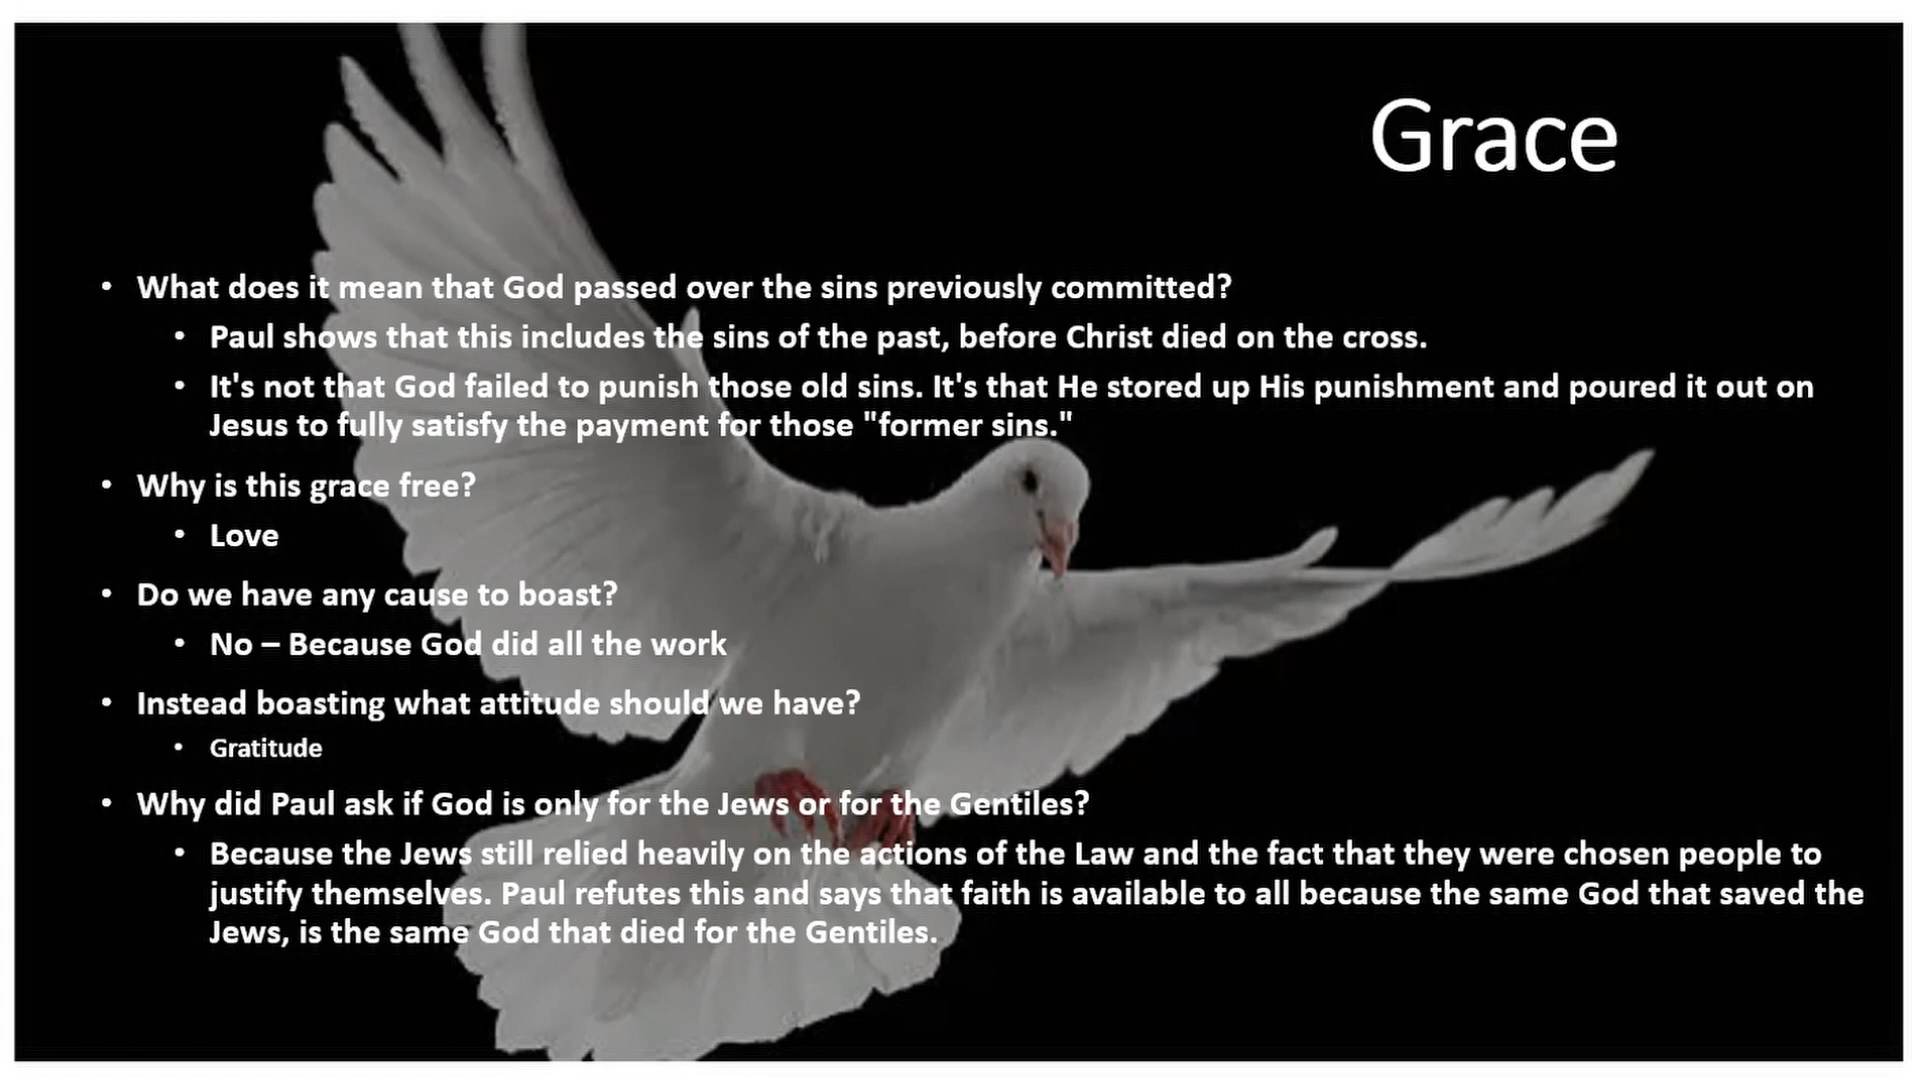 Grace
• What does it mean that God passed over the sins previously committed?
• Paul shows that this includes the sins of the past, before Christ died on the cross.
• It's not that God failed to punish those old sins. It's that He stored up His punishment and poured it out on
Jesus to fully satisfy the payment for those "former sins."
• Why is this grace free?
• Love
• Do we have any cause to boast?
• No – Because God did all the work
• Instead boasting what attitude should we have?
• Gratitude
• Why did Paul ask if God is only for the Jews or for the Gentiles?
• Because the Jews still relied heavily on the actions of the Law and the fact that they were chosen people to
justify themselves. Paul refutes this and says that faith is available to all because the same God that saved the
Jews, is the same God that died for the Gentiles.